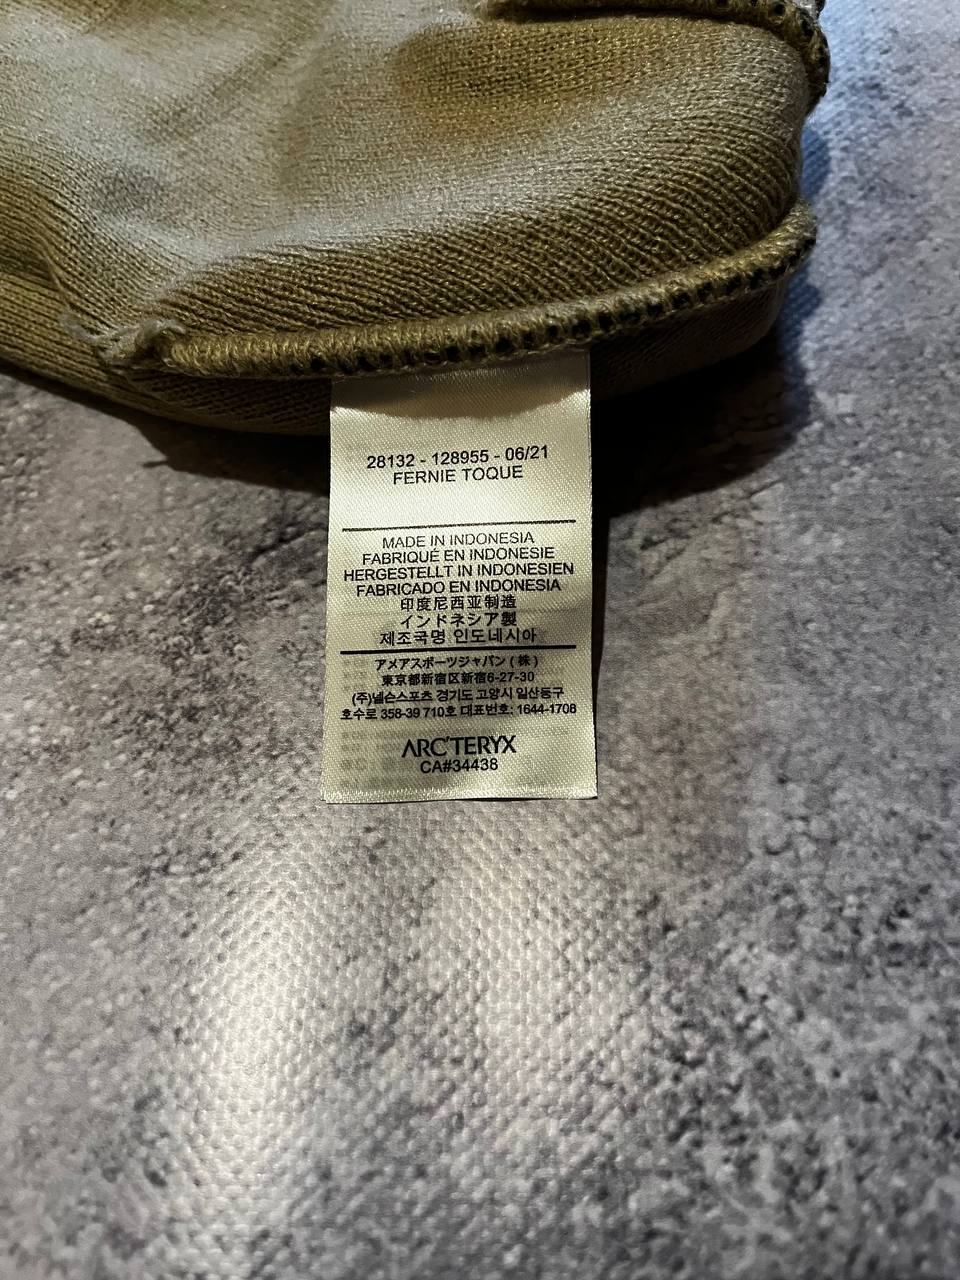 28132 - 128955 - 06/21
FERNIE TOQUE
MADE IN INDONESIA
FABRIQUÉ EN INDONESIE
HERGESTELLT IN INDONESIEN
FABRICADO EN INDONESIA
印度尼西亚制造
インドネシア製
제조국명 인도네시아
アメアスポーツジャパン (株)
東京都新宿区新宿6-27-30
(주)넬슨스포츠 경기도 고양시 일산동구
호수로 358-39 710호 대표번호: 1644-1708
ARC'TERYX
CA#34438